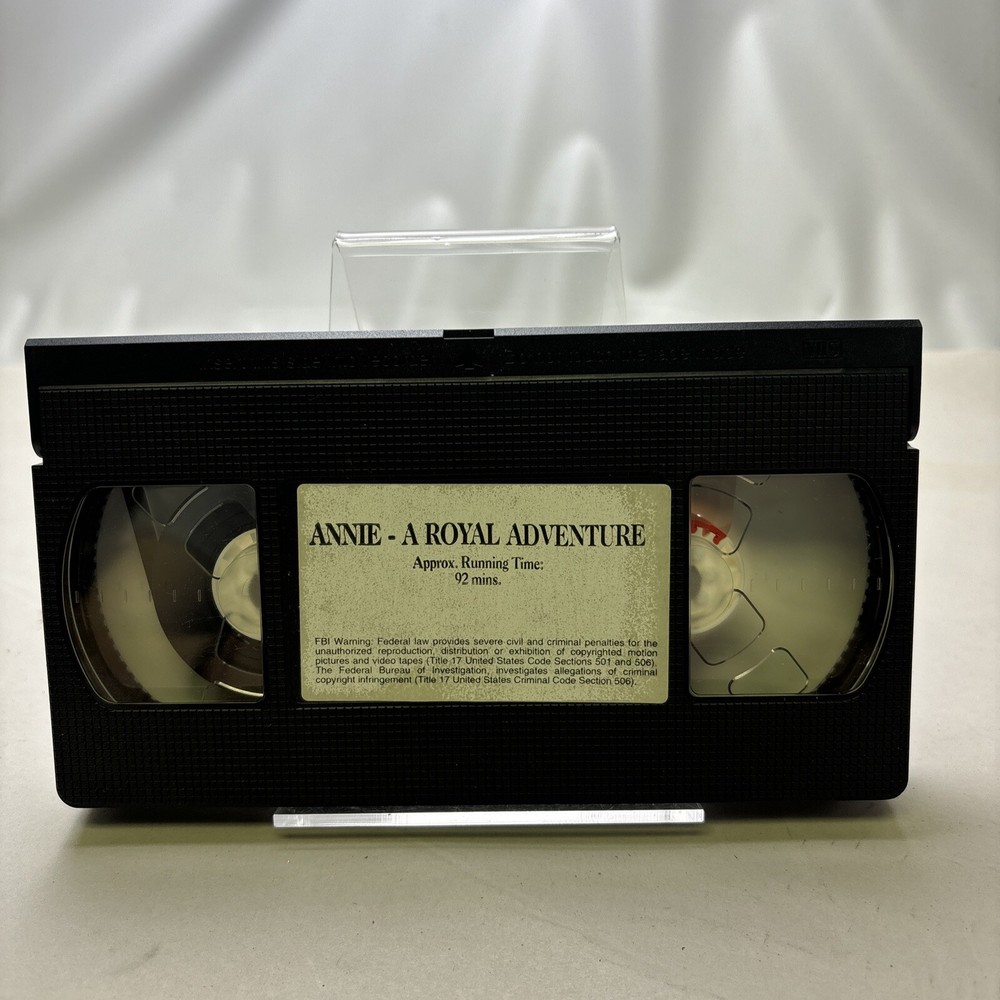 ANNIE - A ROYAL ADVENTURE
Approx. Running Time:
92 mins.
FBI Warning: Federal law provides severe civil and criminal penalties for the
unauthorized reproduction, distribution or exhibition of copyrighted motion
pictures and video tapes (Title 17 United States Code Sections 501 and 506).
The Federal Bureau of Investigation, investigates allegations of criminal
copyright infringement (Title 17 United States Criminal Code Section 506).